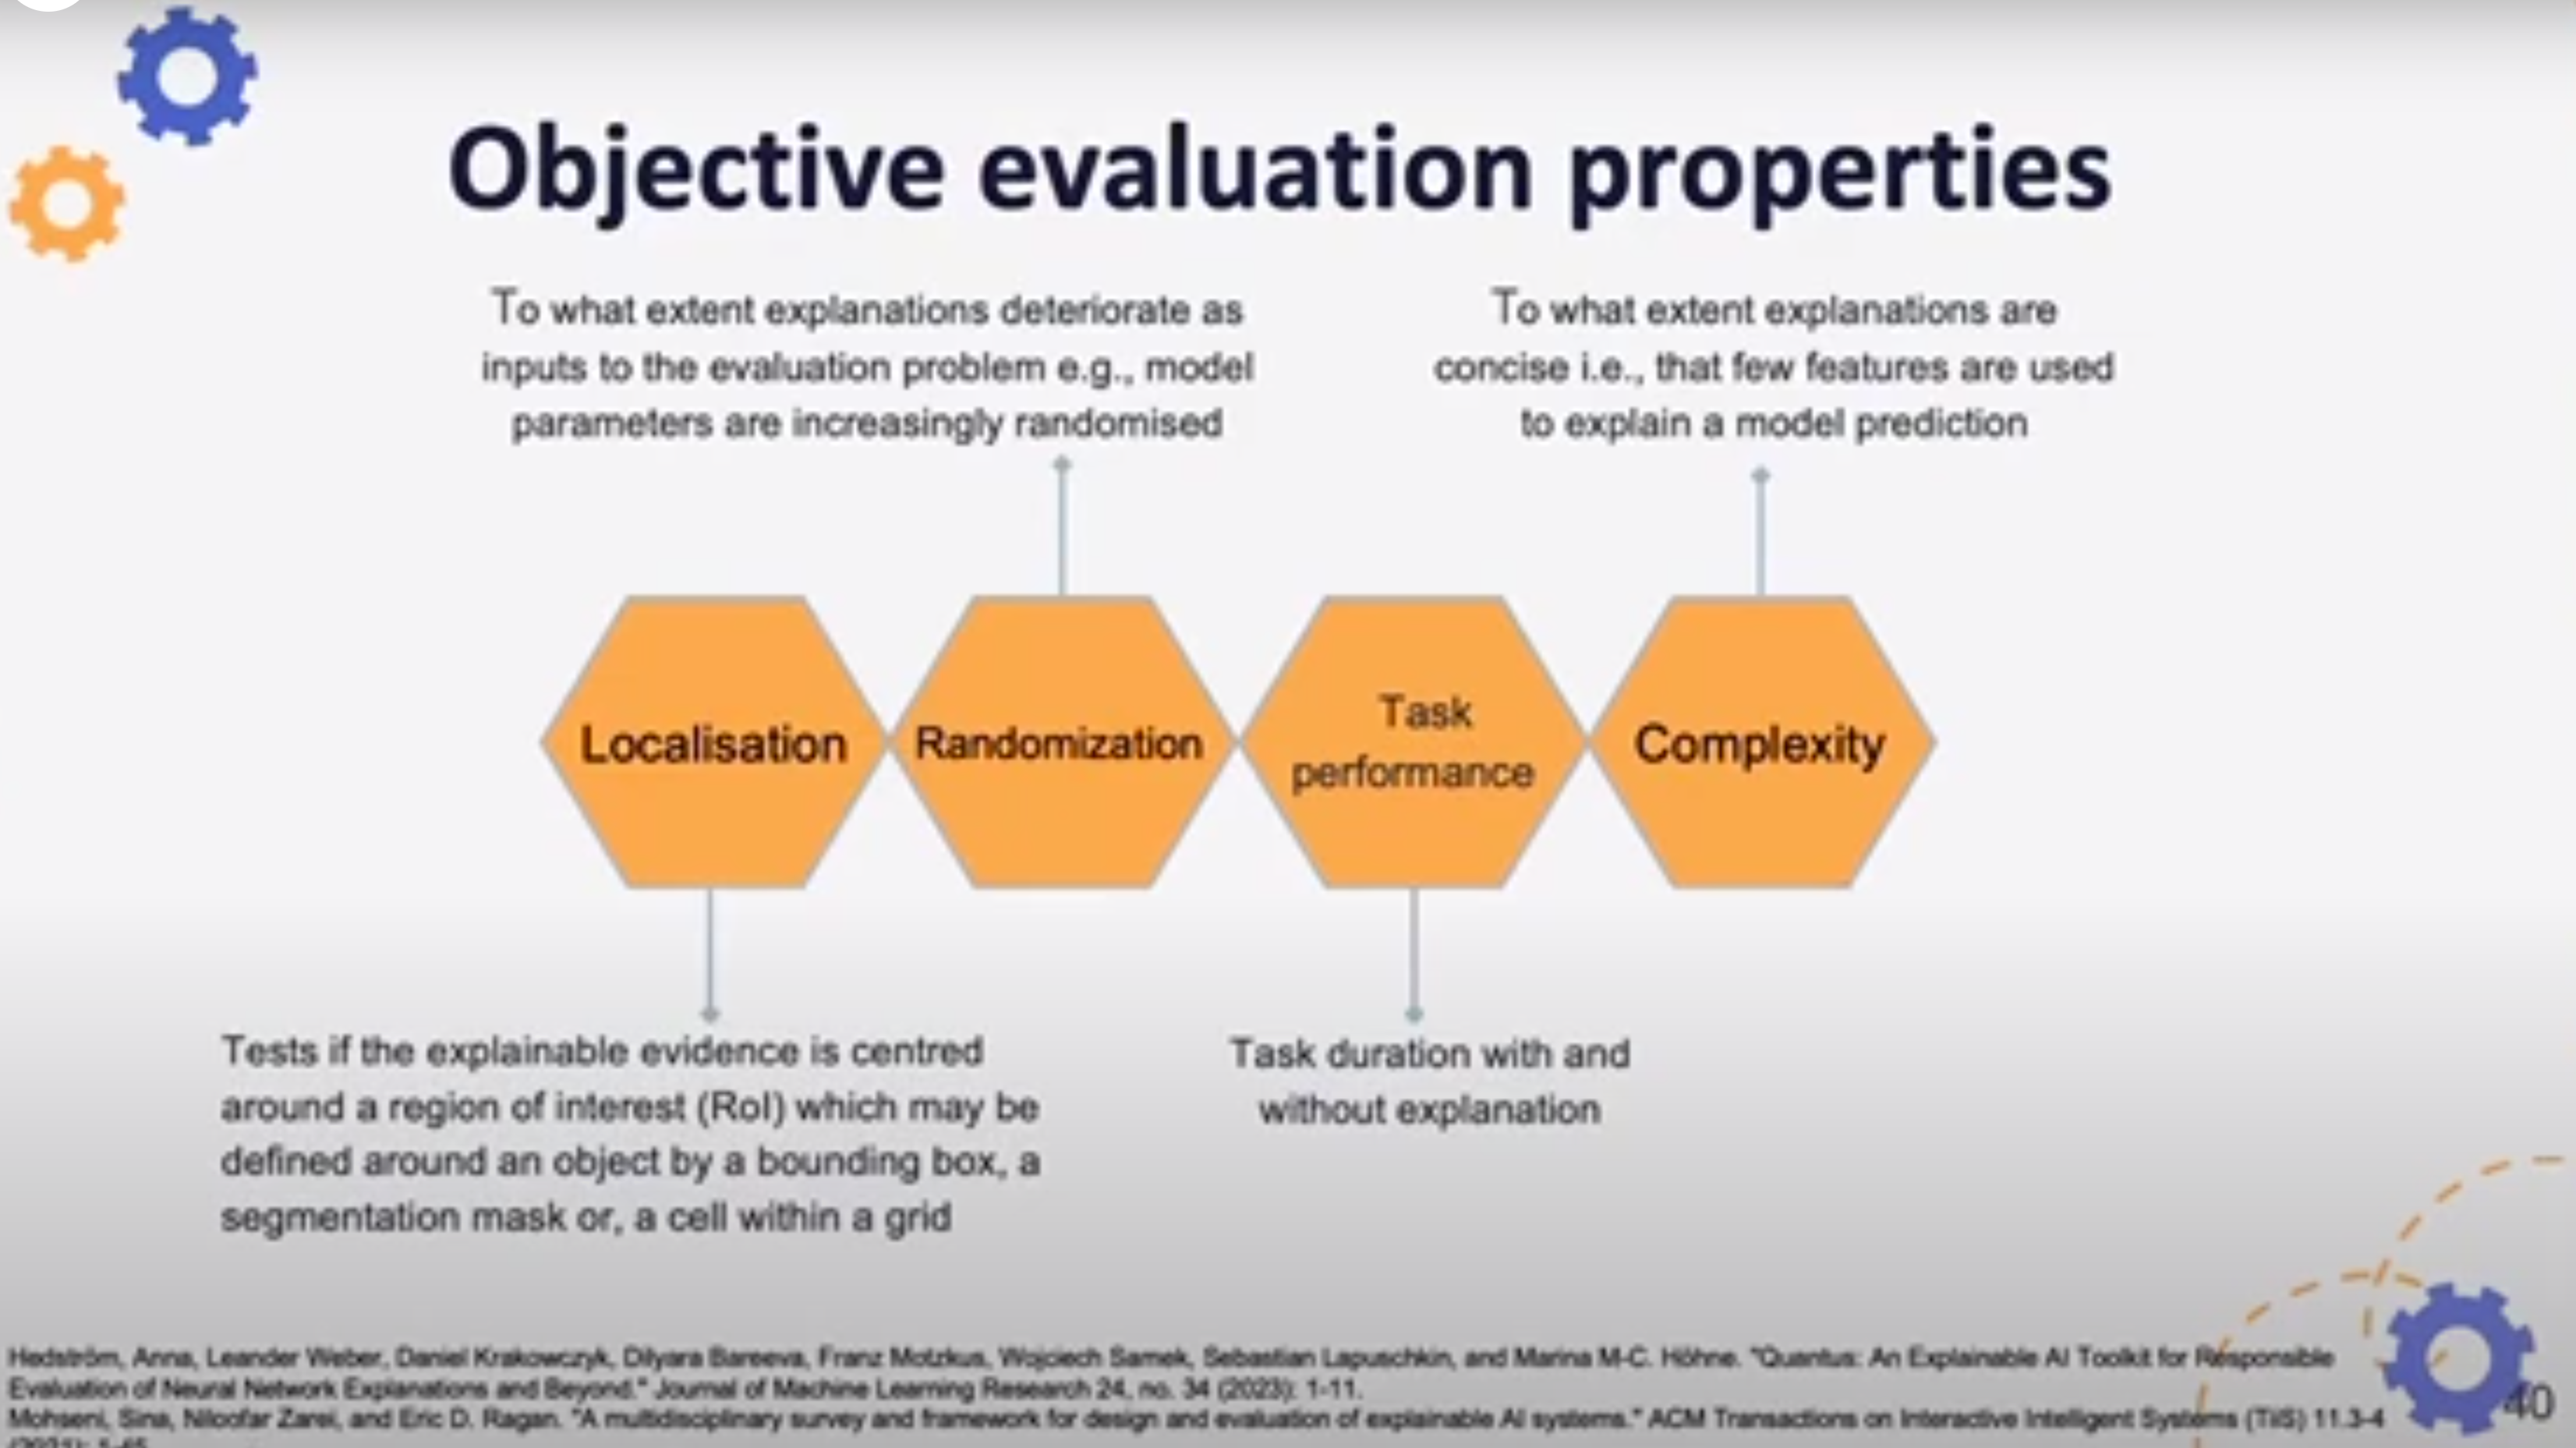 Objective evaluation properties
To what extent explanations deteriorate as
inputs to the evaluation problem e.g., model
parameters are increasingly randomised
To what extent explanations are
concise i.e., that few features are used
to explain a model prediction
Localisation
Randomization
Task
performance
Complexity
Tests if the explainable evidence is centred
around a region of interest (RoI) which may be
defined around an object by a bounding box, a
segmentation mask or, a cell within a grid
Task duration with and
without explanation
Hedström, Anna, Leander Weber, Daniel Krakowczyk, Dilyara Bareeva, Franz Motzkus, Wojciech Samek, Sebastian Lapuschkin, and Marina M-C. Höhne. "Quantus: An Explainable AI Toolkit for Responsible
Evaluation of Neural Network Explanations and Beyond." Journal of Machine Learning Research 24, no. 34 (2023): 1-11.
Mohseni, Sina, Niloofar Zarei, and Eric D. Ragan. "A multidisciplinary survey and framework for design and evaluation of explainable AI systems." ACM Transactions on Interactive Intelligent Systems (TiiS) 11.3-4
(2021): 1-45.
40